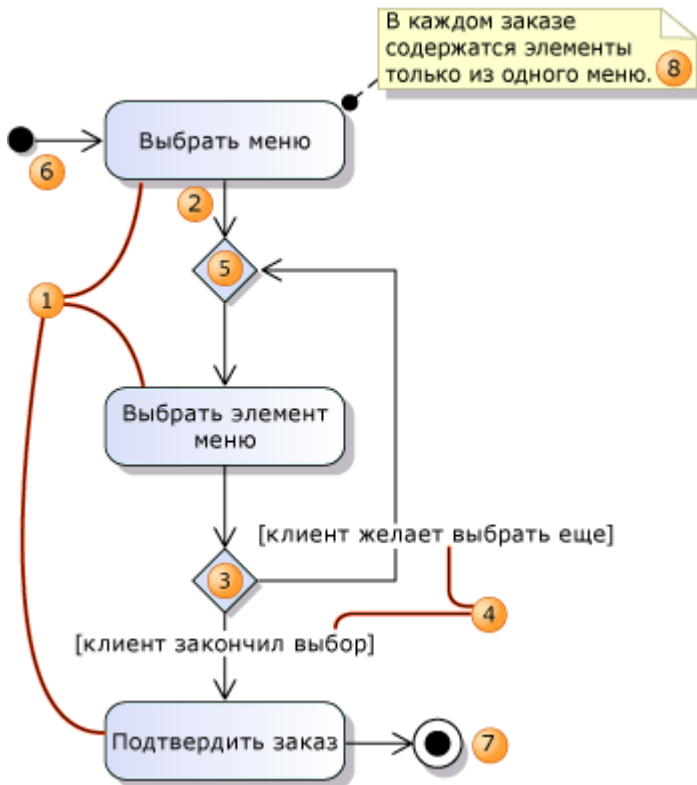 В каждом заказе
содержатся элементы
только из одного меню.
8
Выбрать меню
6
2
5
1
Выбрать элемент
меню
[клиент желает выбрать еще]
3
4
[клиент закончил выбор]
Подтвердить заказ
7